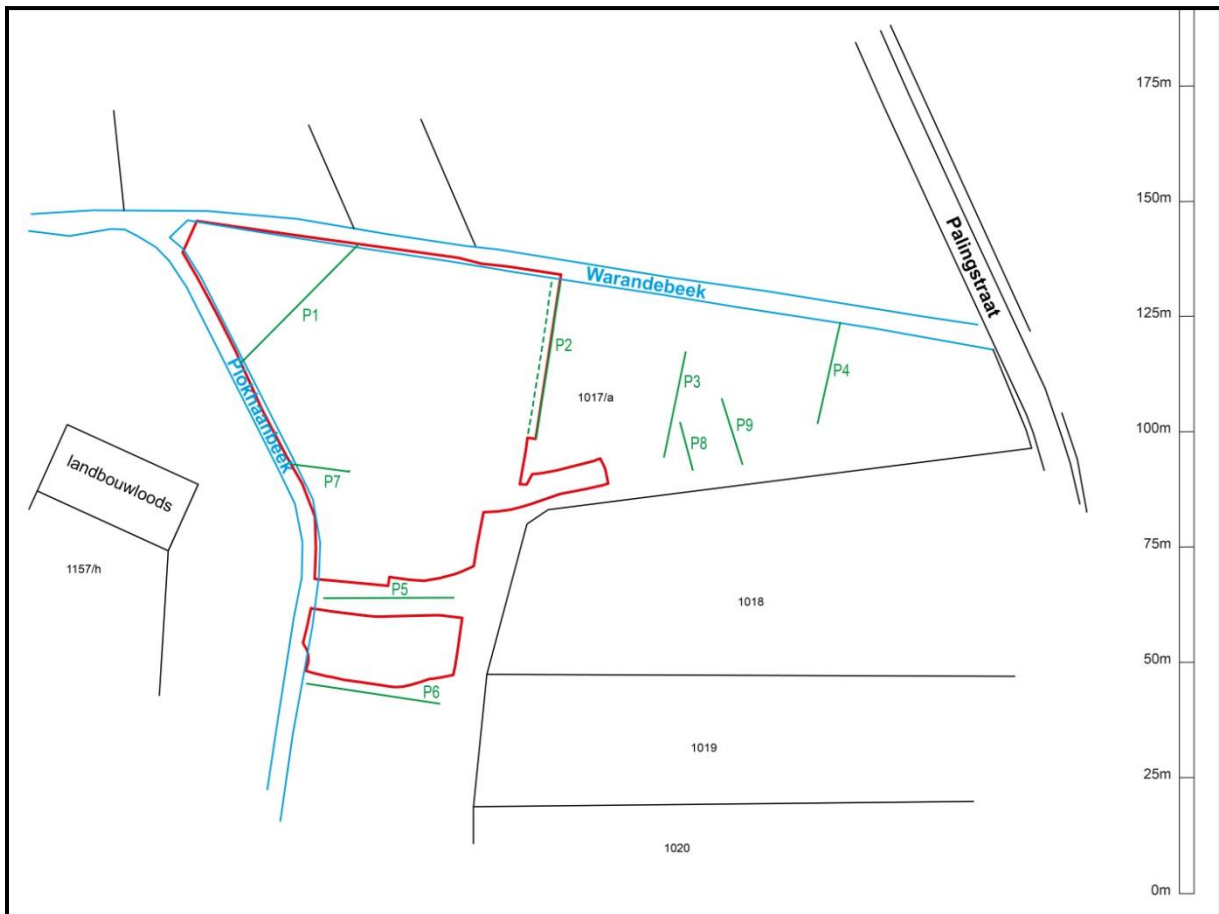 175m
150m
Palingstraat
Warandebeek
125m
P1
P2
P3
P4
Plokhaanbeek
1017/a
P9
P8
100m
landbouwloods
P7
75m
1157/h
P5
1018
50m
P6
1019
25m
1020
0m